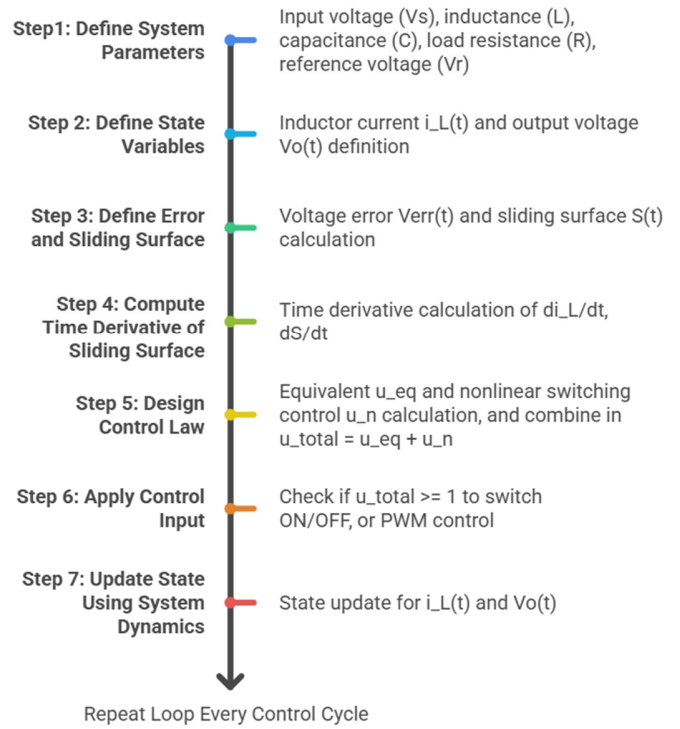 Step1: Define System
Parameters
Input voltage (Vs), inductance (L),
capacitance (C), load resistance (R),
reference voltage (Vr)
Step 2: Define State
Variables
Inductor current i_L(t) and output voltage
Vo(t) definition
Step 3: Define Error
and Sliding Surface
Voltage error Verr(t) and sliding surface S(t)
calculation
Step 4: Compute
Time Derivative of
Sliding Surface
Time derivative calculation of di_L/dt,
dS/dt
Step 5: Design
Control Law
Equivalent u_eq and nonlinear switching
control u_n calculation, and combine in
u_total = u_eq + u_n
Step 6: Apply Control
Input
Check if u_total >= 1 to switch
ON/OFF, or PWM control
Step 7: Update State
Using System
Dynamics
State update for i_L(t) and Vo(t)
Repeat Loop Every Control Cycle